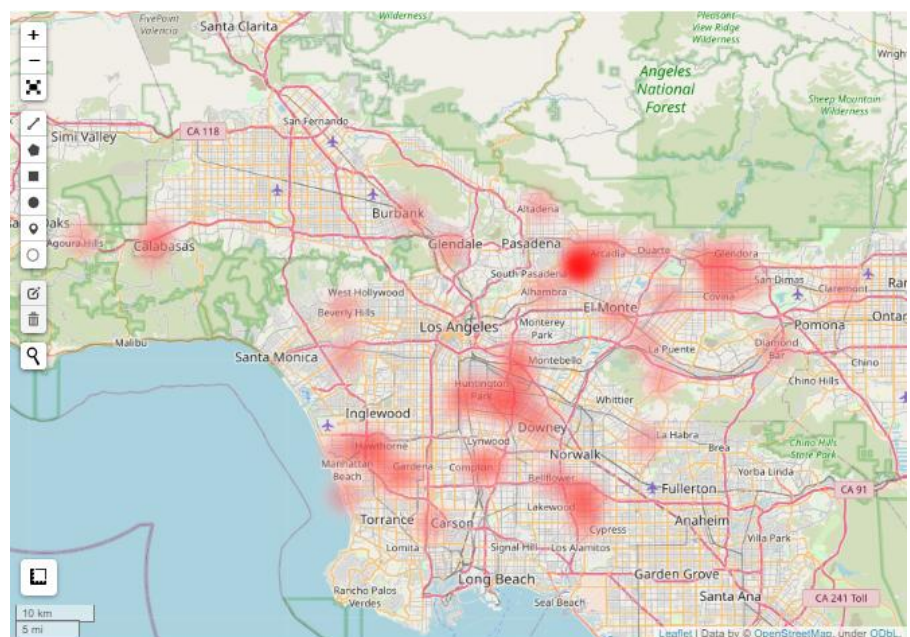 FivePoint
Valencia
Santa Clarita
Wilderness
Pleasant
View Ridge
Wilderness
Wright
Angeles
National
Forest
Sheep Mountain
Wilderness
San Fernando
Simi Valley
CA 118
Oaks
Agoura Hills
Calabasas
Burbank
Altadena
Glendale
Pasadena
Arcadia
Duarte
Glendora
South Pasadena
San Dimas
Claremont
Ran
West Hollywood
Alhambra
El Monte
Covina
Beverly Hills
Los Angeles
Monterey
Park
Pomona
Ontar
Malibu
Santa Monica
Montebello
La Puente
Diamond
Bar
Chino
Huntington
Park
Whittier
Chino Hills
Inglewood
Downey
Hawthorne
Lynwood
La Habra
Brea
Chino Hills
State Park
Manhattan
Beach
Gardena
Compton
Norwalk
Yorba Linda
Bellflower
Fullerton
CA 91
Torrance
Carson
Lakewood
Cypress
Anaheim
Villa Park
Lomita
Signal Hill
Los Alamitos
Rancho Palos
Verdes
Long Beach
Garden Grove
Seal Beach
Santa Ana
CA 241 Toll
10 km
5 mi
Leaflet | Data by © OpenStreetMap, under ODbL.